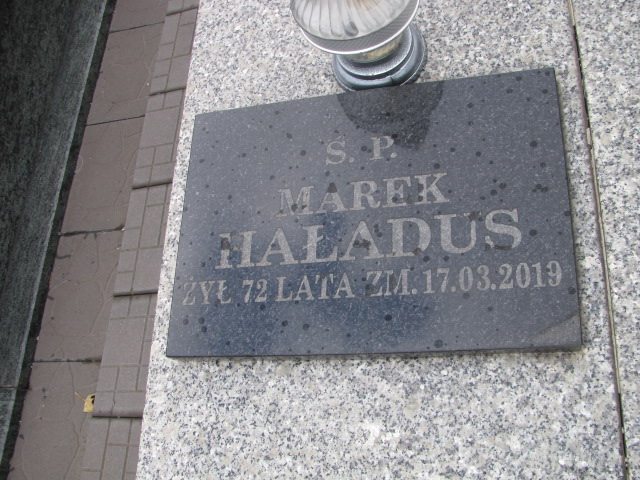 Ś. P.
MAREK
HAŁADUS
ŻYŁ 72 LATA ZM. 17.03.2019